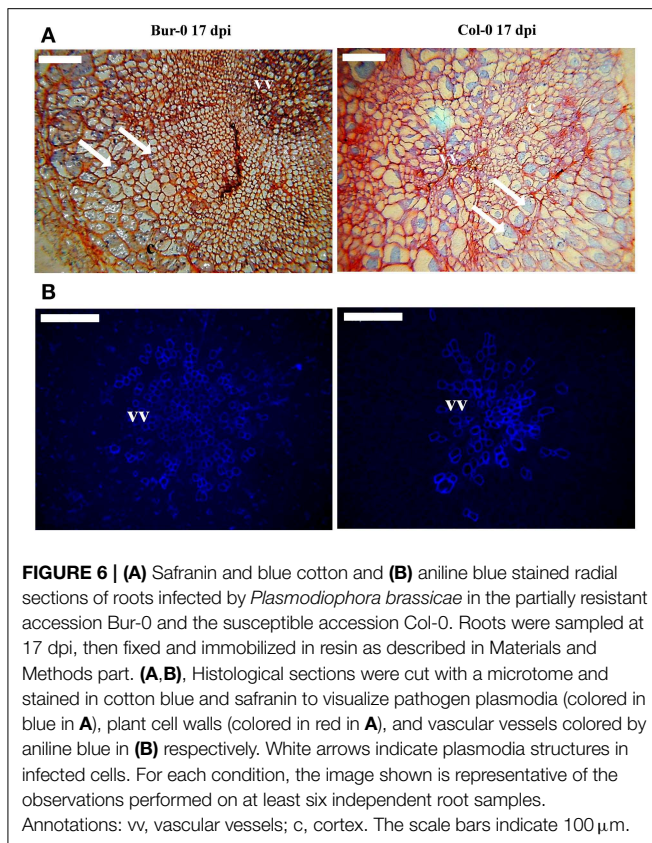 A
Bur-0 17 dpi
Col-0 17 dpi
vv
c
c
B
vv
vv
FIGURE 6 | (A) Safranin and blue cotton and (B) aniline blue stained radial
sections of roots infected by Plasmodiophora brassicae in the partially resistant
accession Bur-0 and the susceptible accession Col-0. Roots were sampled at
17 dpi, then fixed and immobilized in resin as described in Materials and
Methods part. (A,B), Histological sections were cut with a microtome and
stained in cotton blue and safranin to visualize pathogen plasmodia (colored in
blue in A), plant cell walls (colored in red in A), and vascular vessels colored by
aniline blue in (B) respectively. White arrows indicate plasmodia structures in
infected cells. For each condition, the image shown is representative of the
observations performed on at least six independent root samples.
Annotations: vv, vascular vessels; c, cortex. The scale bars indicate 100 μm.